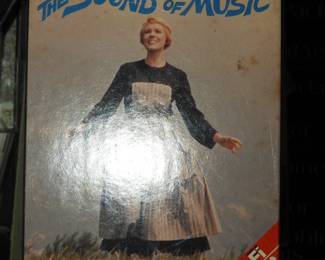 THE SOUND OF MUSIC